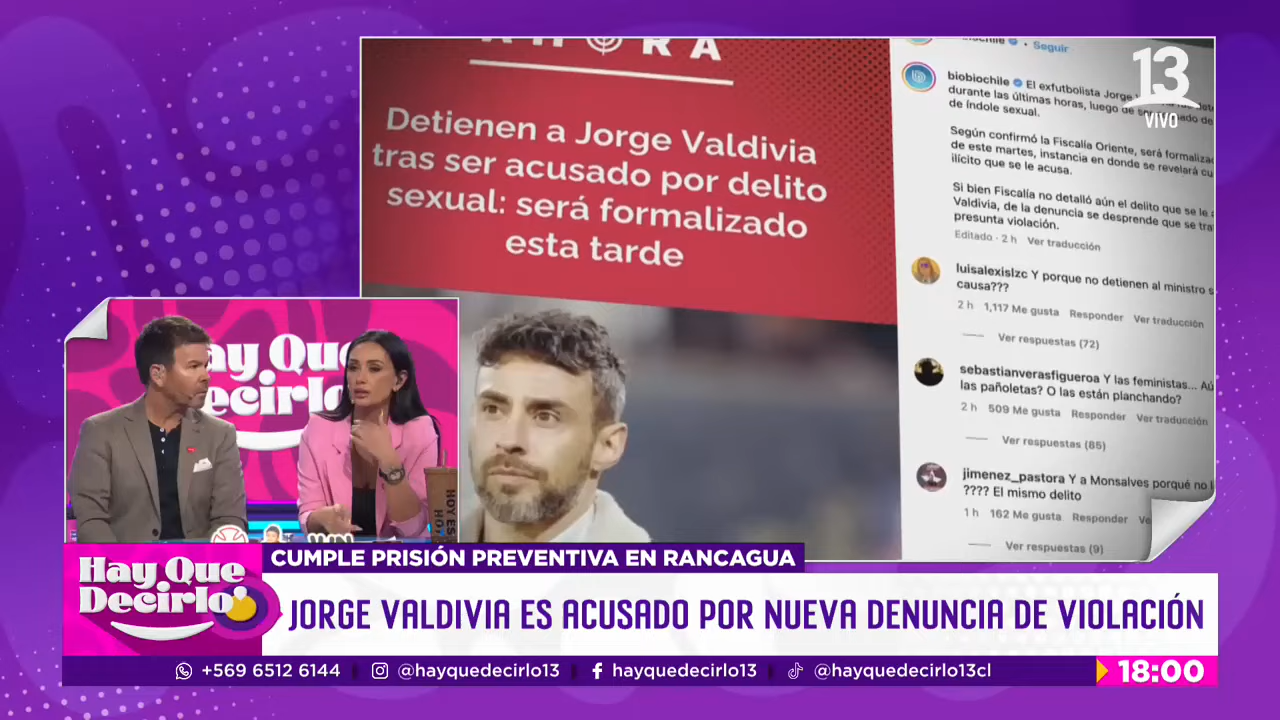 AHORA
Detienen a Jorge Valdivia
tras ser acusado por delito
sexual: será formalizado
esta tarde
Seguir
biobiochile El exfutbolista Jorge
durante las últimas horas, luego de
de índole sexual.
Según confirmó la Fiscalía Oriente, será
de este martes, instancia en donde se revelará
ilícito que se le acusa.
Si bien Fiscalía no detalló aún el delito que se le
Valdivia, de la denuncia se desprende que se
presunta violación.
Editado · 2 h Ver traducción
luisalexislzc Y porque no detienen al ministro
causa???
2 h 1,117 Me gusta Responder Ver traducción
Ver respuestas (72)
sebastianverasfigueroa Y las feministas...
las pañoletas? O las están planchando?
2 h 509 Me gusta Responder Ver traducción
Ver respuestas (85)
jimenez_pastora Y a Monsalves porqué no
???? El mismo delito
1 h 162 Me gusta Responder
Ver respuestas (9)
13
VIVO
Hay Que
Decirlo
CUMPLE PRISIÓN PREVENTIVA EN RANCAGUA
Hay Que
Decirlo
JORGE VALDIVIA ES ACUSADO POR NUEVA DENUNCIA DE VIOLACIÓN
+569 6512 6144 @hayquedecirlo13 hayquedecirlo13 @hayquedecirlo13cl 18:00